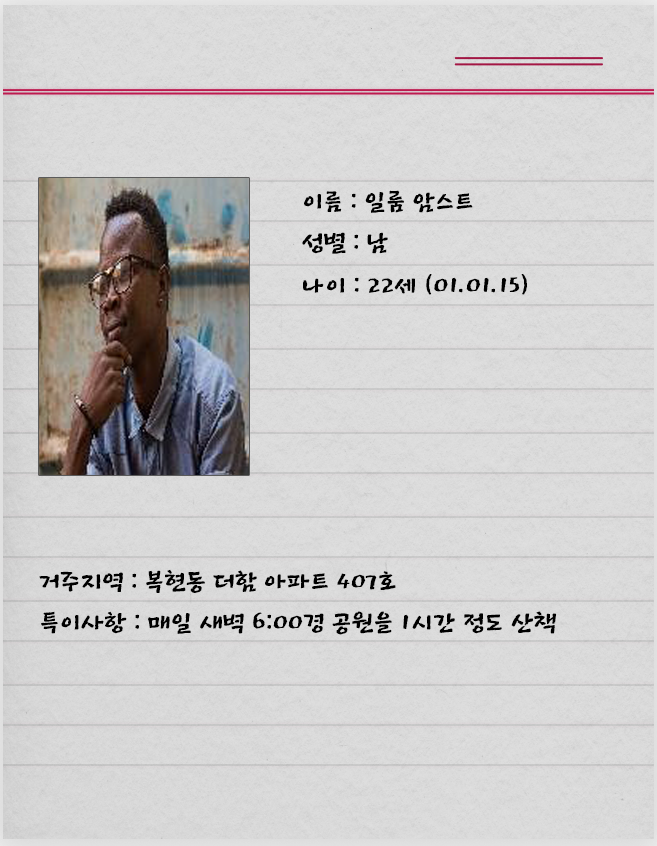 이름 : 일룸 암스트
성별 : 남
나이 : 22세 (01.01.15)
거주지역 : 복현동 더함 아파트 407호
특이사항 : 매일 새벽 6:00경 공원을 1시간 정도 산책